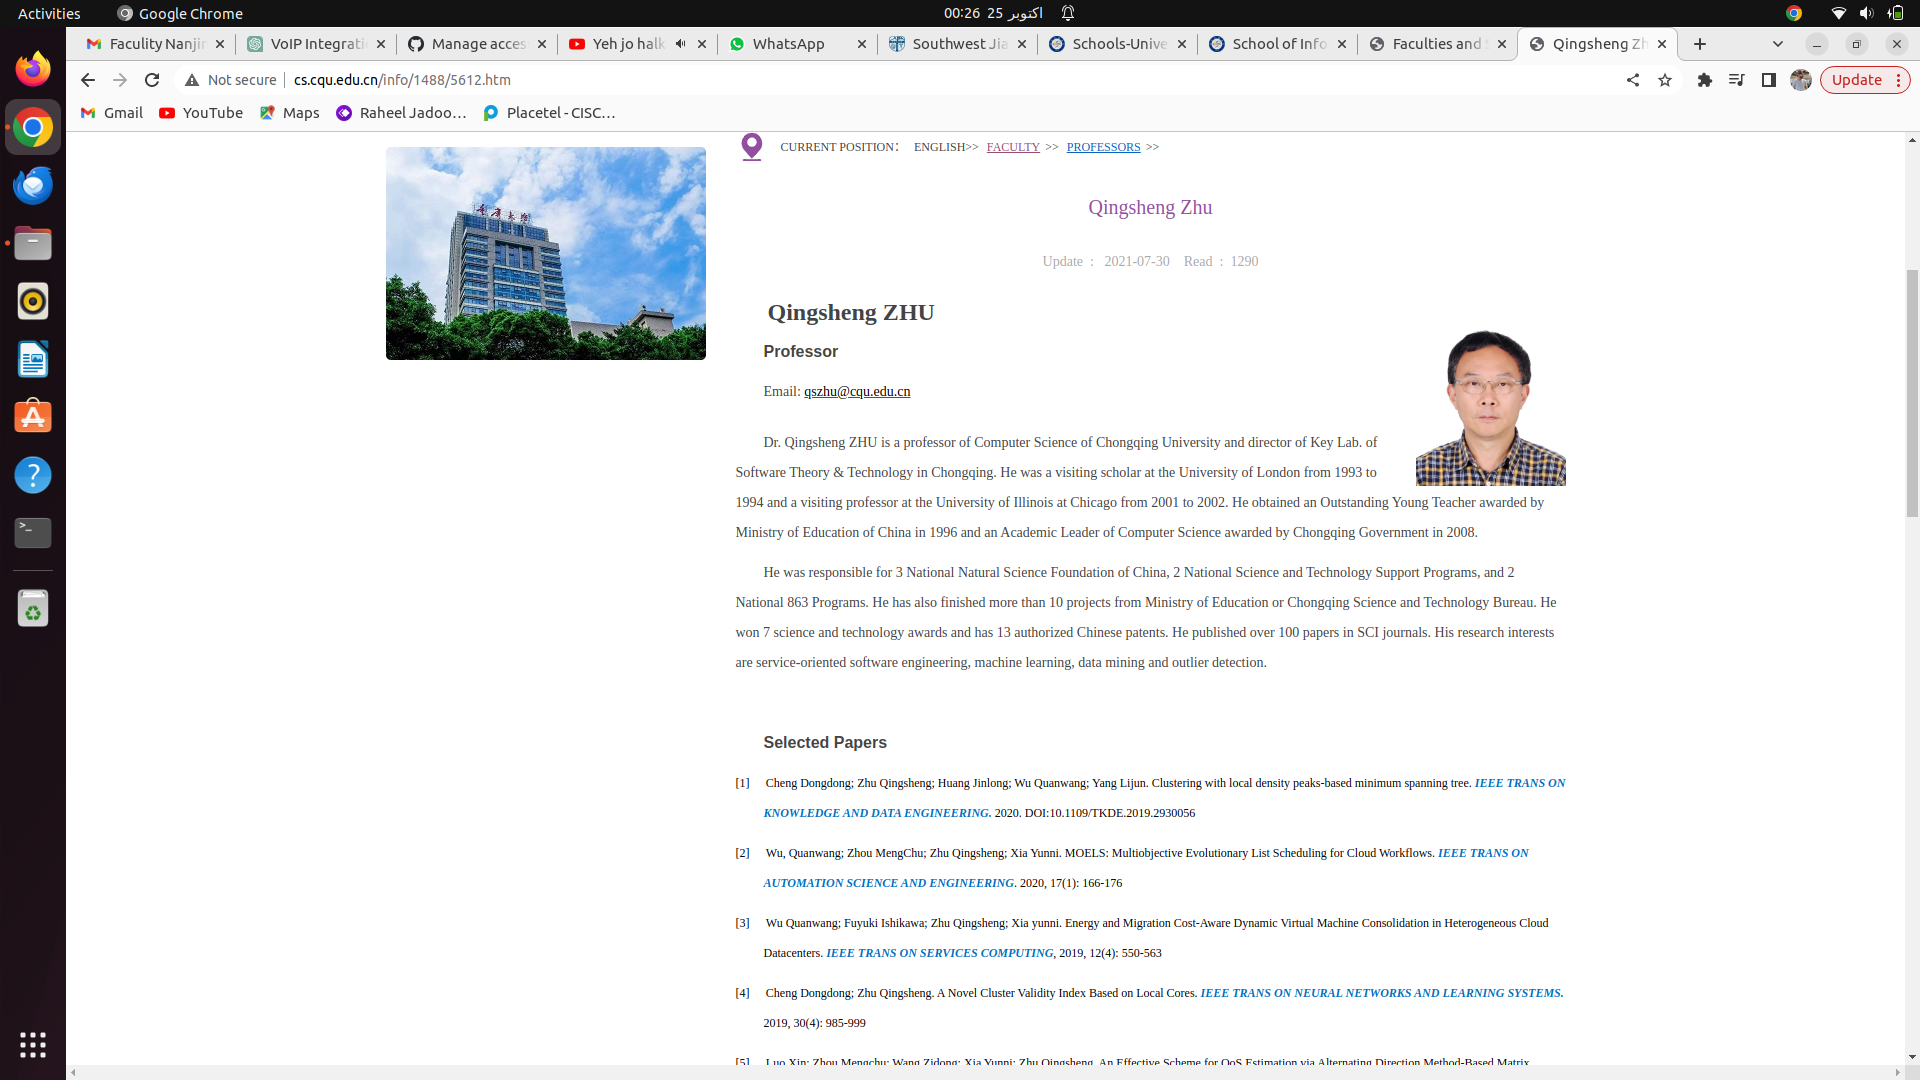 Activities
Google Chrome
00:26 25 اکتوبر
Faculity Nanjin
VoIP Integrati
Manage acces
Yeh jo halk
WhatsApp
Southwest Jia
Schools-Unive
School of Info
Faculties and S
Qingsheng Zh
Not secure
cs.cqu.edu.cn/info/1488/5612.htm
Update
Gmail
YouTube
Maps
Raheel Jadoo...
Placetel - CISC...
CURRENT POSITION： ENGLISH>> FACULTY >> PROFESSORS >>
重庆大学
Qingsheng Zhu
Update : 2021-07-30 Read : 1290
Qingsheng ZHU
Professor
Email: qszhu@cqu.edu.cn
Dr. Qingsheng ZHU is a professor of Computer Science of Chongqing University and director of Key Lab. of
Software Theory & Technology in Chongqing. He was a visiting scholar at the University of London from 1993 to
1994 and a visiting professor at the University of Illinois at Chicago from 2001 to 2002. He obtained an Outstanding Young Teacher awarded by
Ministry of Education of China in 1996 and an Academic Leader of Computer Science awarded by Chongqing Government in 2008.
He was responsible for 3 National Natural Science Foundation of China, 2 National Science and Technology Support Programs, and 2
National 863 Programs. He has also finished more than 10 projects from Ministry of Education or Chongqing Science and Technology Bureau. He
won 7 science and technology awards and has 13 authorized Chinese patents. He published over 100 papers in SCI journals. His research interests
are service-oriented software engineering, machine learning, data mining and outlier detection.
Selected Papers
[1] Cheng Dongdong; Zhu Qingsheng; Huang Jinlong; Wu Quanwang; Yang Lijun. Clustering with local density peaks-based minimum spanning tree. IEEE TRANS ON
KNOWLEDGE AND DATA ENGINEERING. 2020. DOI:10.1109/TKDE.2019.2930056
[2] Wu, Quanwang; Zhou MengChu; Zhu Qingsheng; Xia Yunni. MOELS: Multiobjective Evolutionary List Scheduling for Cloud Workflows. IEEE TRANS ON
AUTOMATION SCIENCE AND ENGINEERING. 2020, 17(1): 166-176
[3] Wu Quanwang; Fuyuki Ishikawa; Zhu Qingsheng; Xia yunni. Energy and Migration Cost-Aware Dynamic Virtual Machine Consolidation in Heterogeneous Cloud
Datacenters. IEEE TRANS ON SERVICES COMPUTING, 2019, 12(4): 550-563
[4] Cheng Dongdong; Zhu Qingsheng. A Novel Cluster Validity Index Based on Local Cores. IEEE TRANS ON NEURAL NETWORKS AND LEARNING SYSTEMS.
2019, 30(4): 985-999
[5] Luo Xin; Zhou Mengchu; Wang Zidong; Xia Yunni; Zhu Qingsheng. An Effective Scheme for QoS Estimation via Alternating Direction Method-Based Matrix